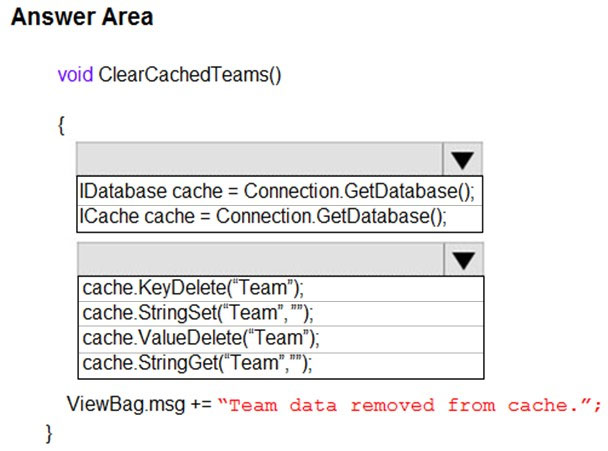 Answer Area
void ClearCachedTeams()
{
IDatabase cache = Connection.GetDatabase();
ICache cache = Connection.GetDatabase();
cache.KeyDelete(“Team”);
cache.StringSet(“Team”,””);
cache.ValueDelete(“Team”);
cache.StringGet(“Team”,””);
ViewBag.msg += “Team data removed from cache.”;
}